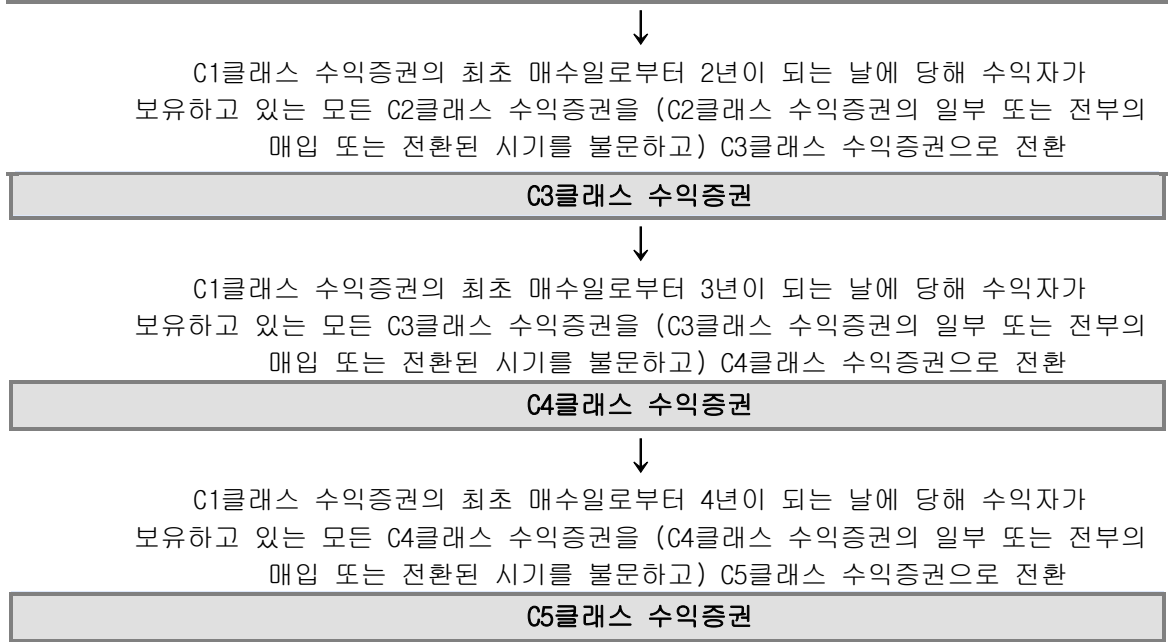 ↓
C1클래스 수익증권의 최초 매수일로부터 2년이 되는 날에 당해 수익자가
보유하고 있는 모든 C2클래스 수익증권을 (C2클래스 수익증권의 일부 또는 전부의
매입 또는 전환된 시기를 불문하고) C3클래스 수익증권으로 전환
C3클래스 수익증권
↓
C1클래스 수익증권의 최초 매수일로부터 3년이 되는 날에 당해 수익자가
보유하고 있는 모든 C3클래스 수익증권을 (C3클래스 수익증권의 일부 또는 전부의
매입 또는 전환된 시기를 불문하고) C4클래스 수익증권으로 전환
C4클래스 수익증권
↓
C1클래스 수익증권의 최초 매수일로부터 4년이 되는 날에 당해 수익자가
보유하고 있는 모든 C4클래스 수익증권을 (C4클래스 수익증권의 일부 또는 전부의
매입 또는 전환된 시기를 불문하고) C5클래스 수익증권으로 전환
C5클래스 수익증권